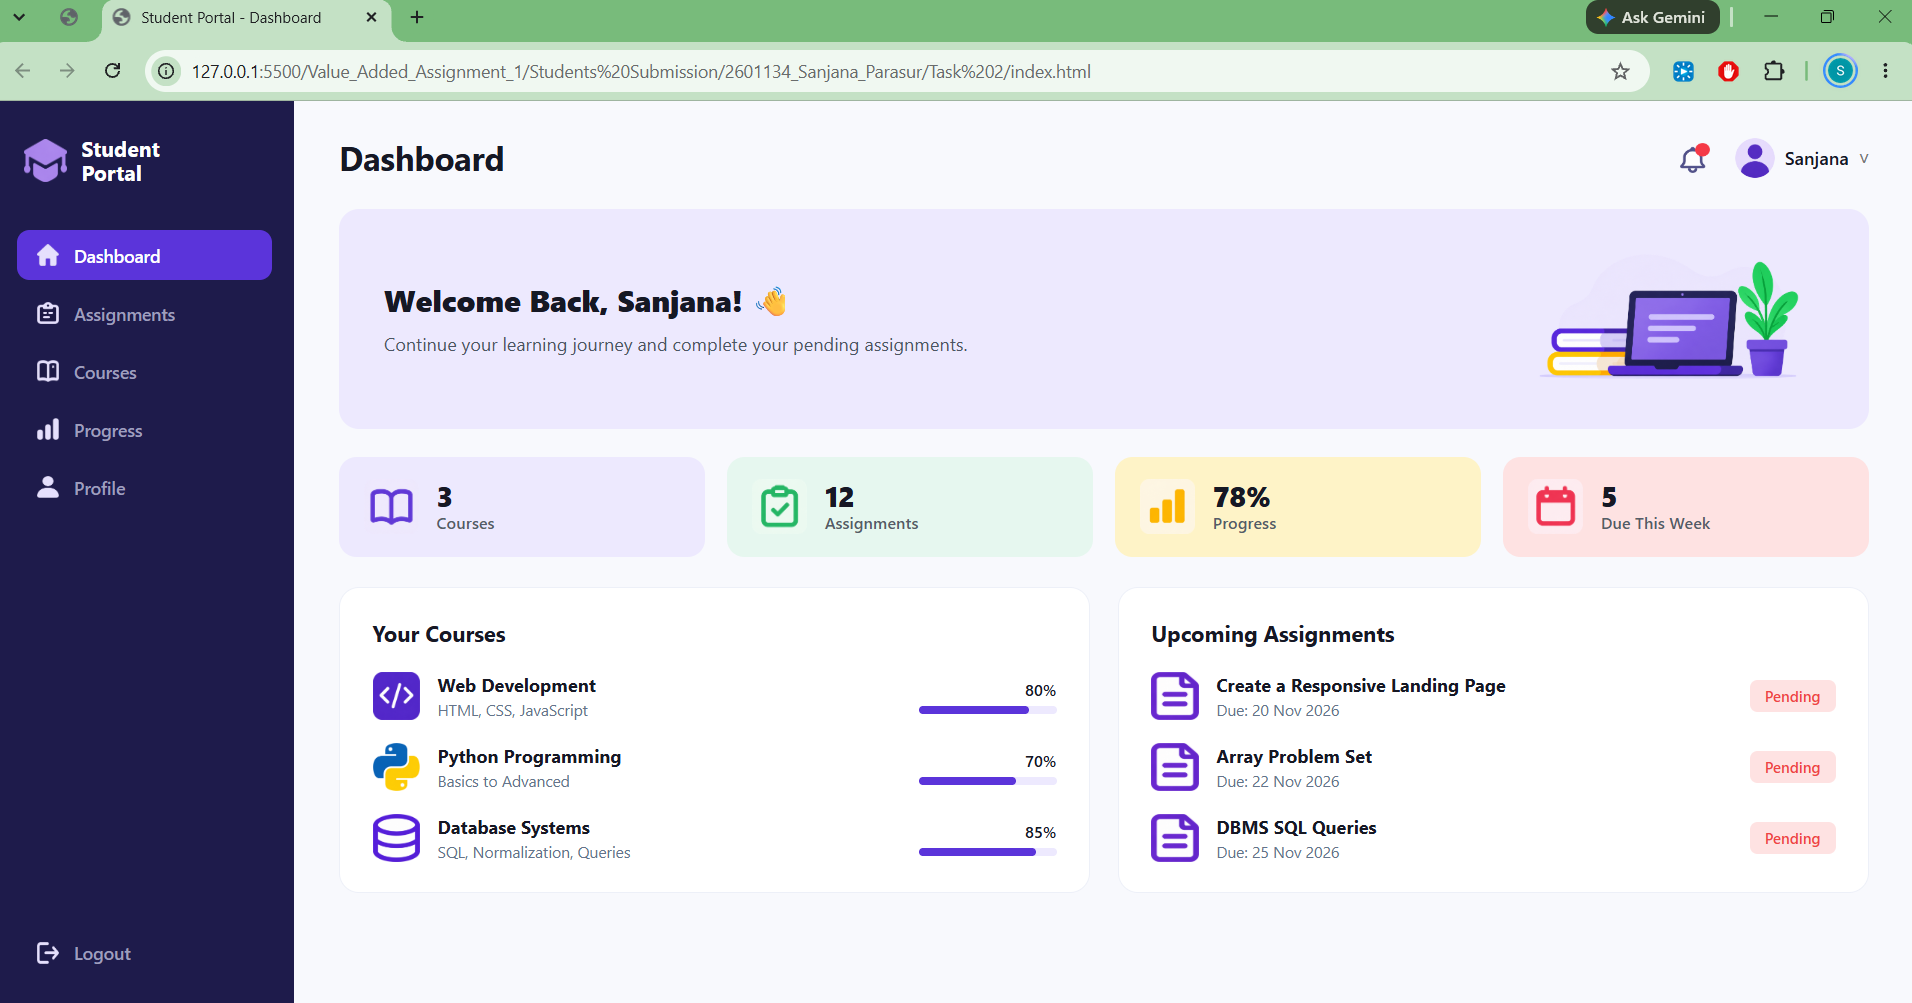 Student Portal - Dashboard
Ask Gemini
127.0.0.1:5500/Value_Added_Assignment_1/Students%20Submission/2601134_Sanjana_Parasur/Task%202/index.html
S
Student
Portal
Dashboard
Assignments
Courses
Progress
Profile
Logout
Dashboard
Sanjana
Welcome Back, Sanjana! 👋
Continue your learning journey and complete your pending assignments.
3
Courses
12
Assignments
78%
Progress
5
Due This Week
Your Courses
Web Development
HTML, CSS, JavaScript
80%
Python Programming
Basics to Advanced
70%
Database Systems
SQL, Normalization, Queries
85%
Upcoming Assignments
Create a Responsive Landing Page
Due: 20 Nov 2026
Pending
Array Problem Set
Due: 22 Nov 2026
Pending
DBMS SQL Queries
Due: 25 Nov 2026
Pending